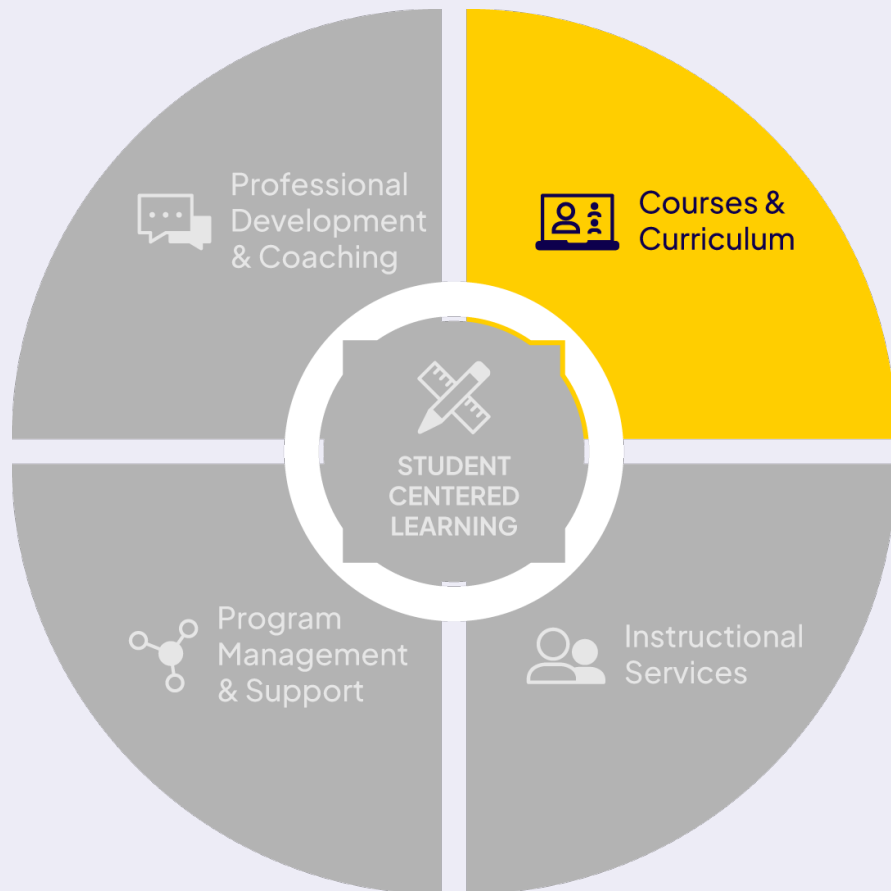 Professional
Development
& Coaching
Courses &
Curriculum
STUDENT
CENTERED
LEARNING
Program
Management
& Support
Instructional
Services